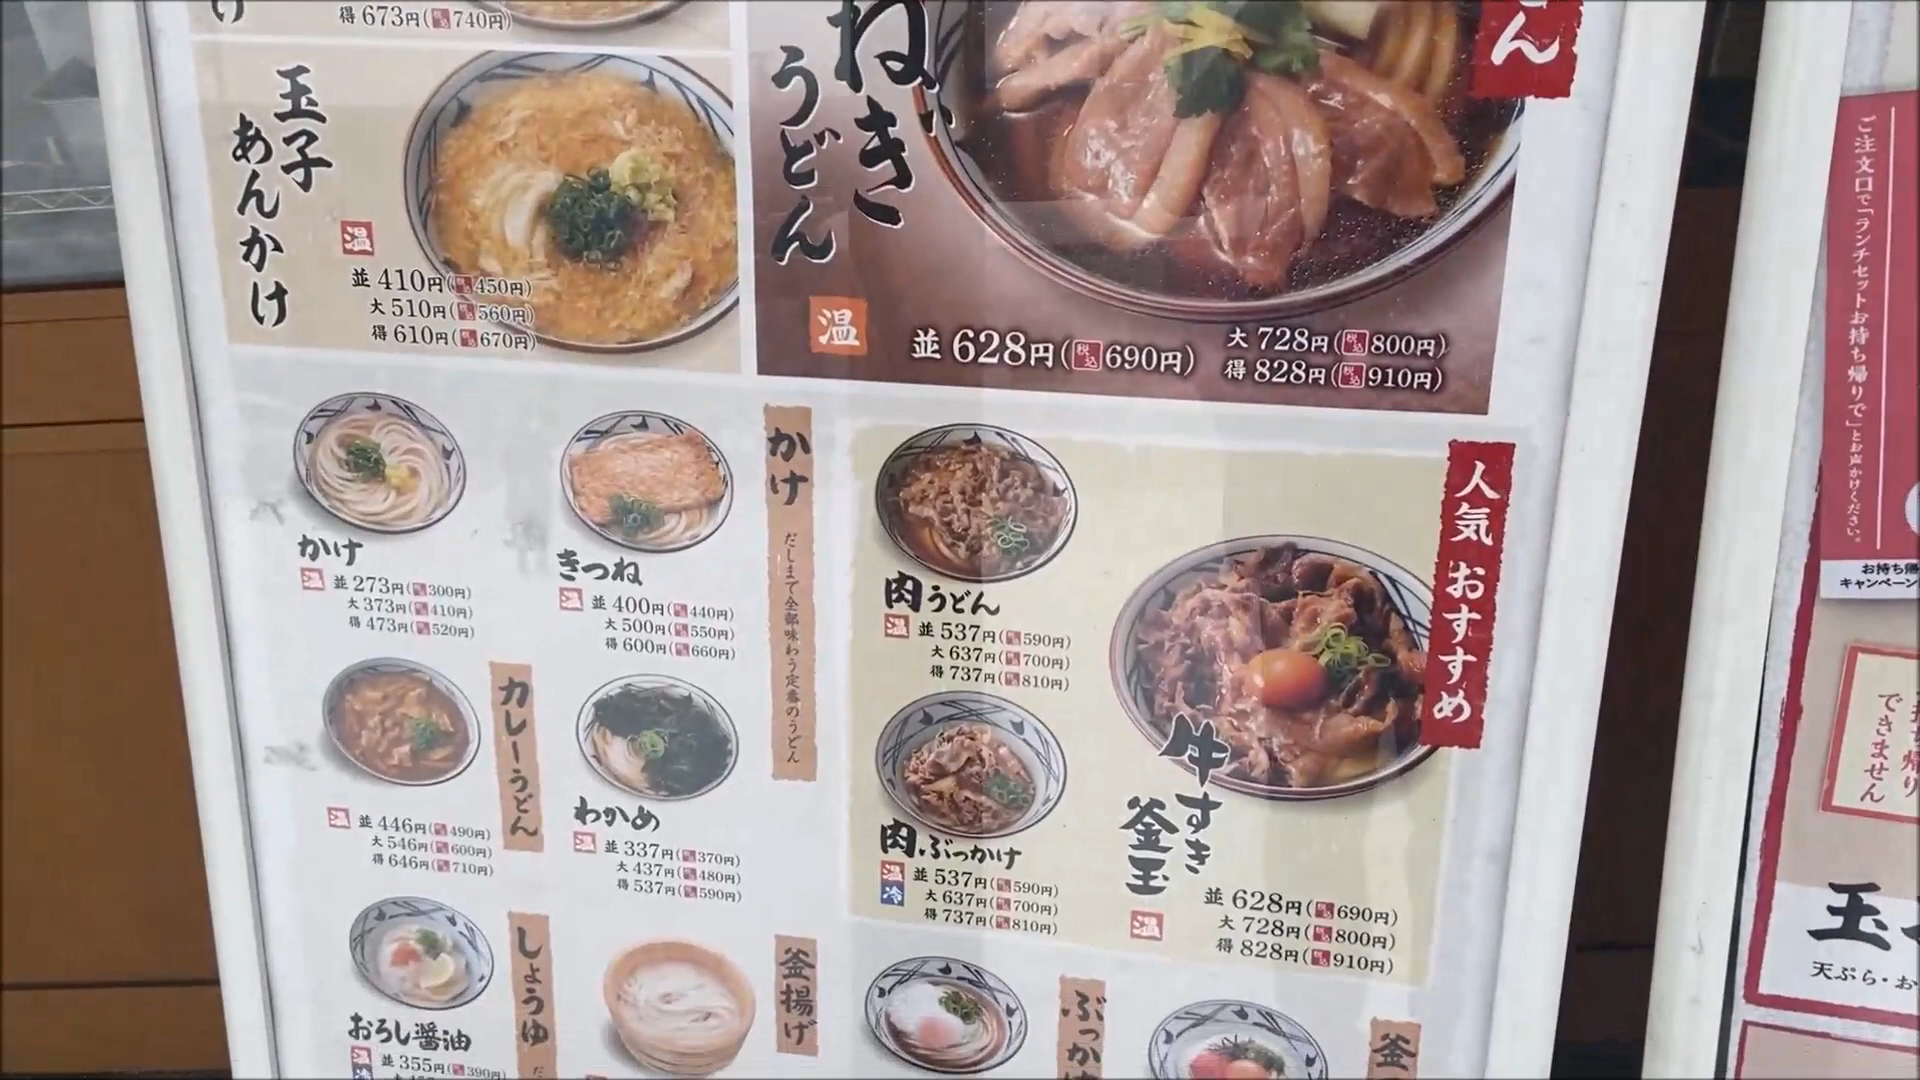 け
得 673円(税込740円)
玉子
あんかけ
温
並 410円(税込450円)
大 510円(税込560円)
得 610円(税込670円)
ねぎ
うどん
温
並 628円(税込690円)
大 728円(税込800円)
得 828円(税込910円)
ん
かけ
温 並 273円(税込300円)
大 373円(税込410円)
得 473円(税込520円)
きつね
温 並 400円(税込440円)
大 500円(税込550円)
得 600円(税込660円)
かけ
だしまで全部味わう定番のうどん
カレーうどん
温 並 446円(税込490円)
大 546円(税込600円)
得 646円(税込710円)
わかめ
温 並 337円(税込370円)
大 437円(税込480円)
得 537円(税込590円)
人気 おすすめ
肉うどん
温 並 537円(税込590円)
大 637円(税込700円)
得 737円(税込810円)
肉ぶっかけ
温 冷 並 537円(税込590円)
大 637円(税込700円)
得 737円(税込810円)
牛すき
釜玉
温
並 628円(税込690円)
大 728円(税込800円)
得 828円(税込910円)
しょうゆ
おろし醤油
温 並 355円(税込390円)
釜揚げ
ぶっか
釜
ご注文口で「ランチセットお持ち帰りで」とお声かけください。
お持ち帰
キャンペーン
持ち帰り
できません
玉
天ぷら・お